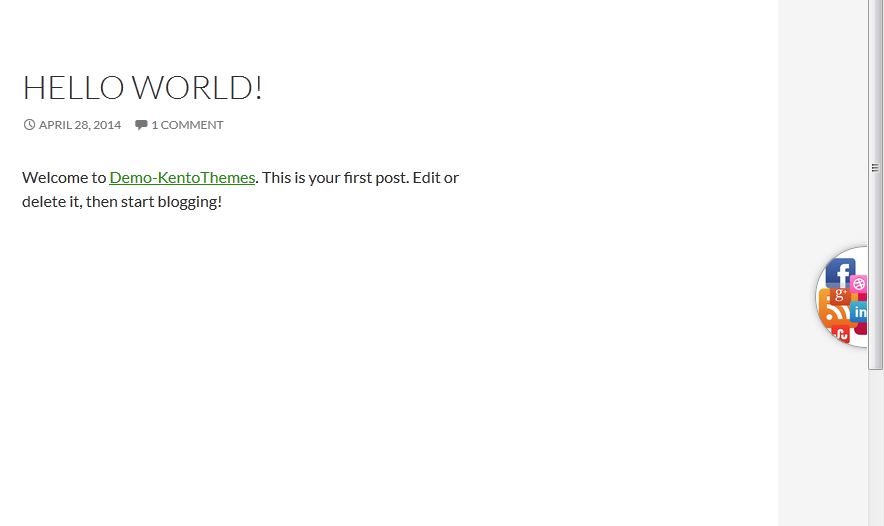 HELLO WORLD!
APRIL 28, 2014 1 COMMENT
Welcome to Demo-KentoThemes. This is your first post. Edit or
delete it, then start blogging!
f
g+
in